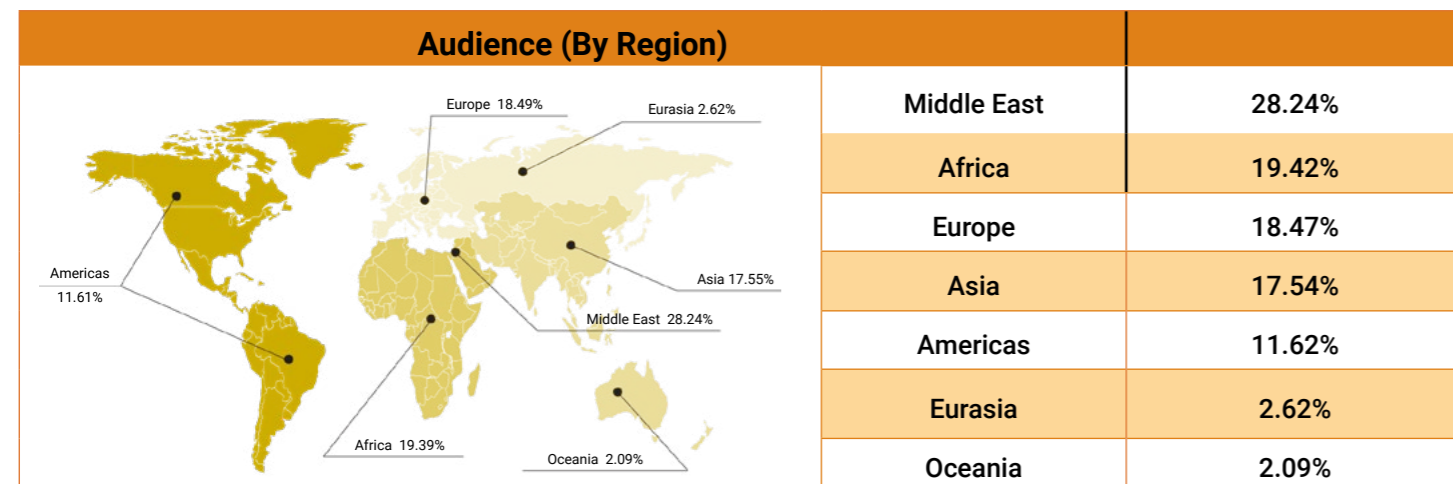 Audience (By Region)
Europe 18.49%
Eurasia 2.62%
Americas
11.61%
Asia 17.55%
Middle East 28.24%
Africa 19.39%
Oceania 2.09%
Middle East 28.24%
Africa 19.42%
Europe 18.47%
Asia 17.54%
Americas 11.62%
Eurasia 2.62%
Oceania 2.09%